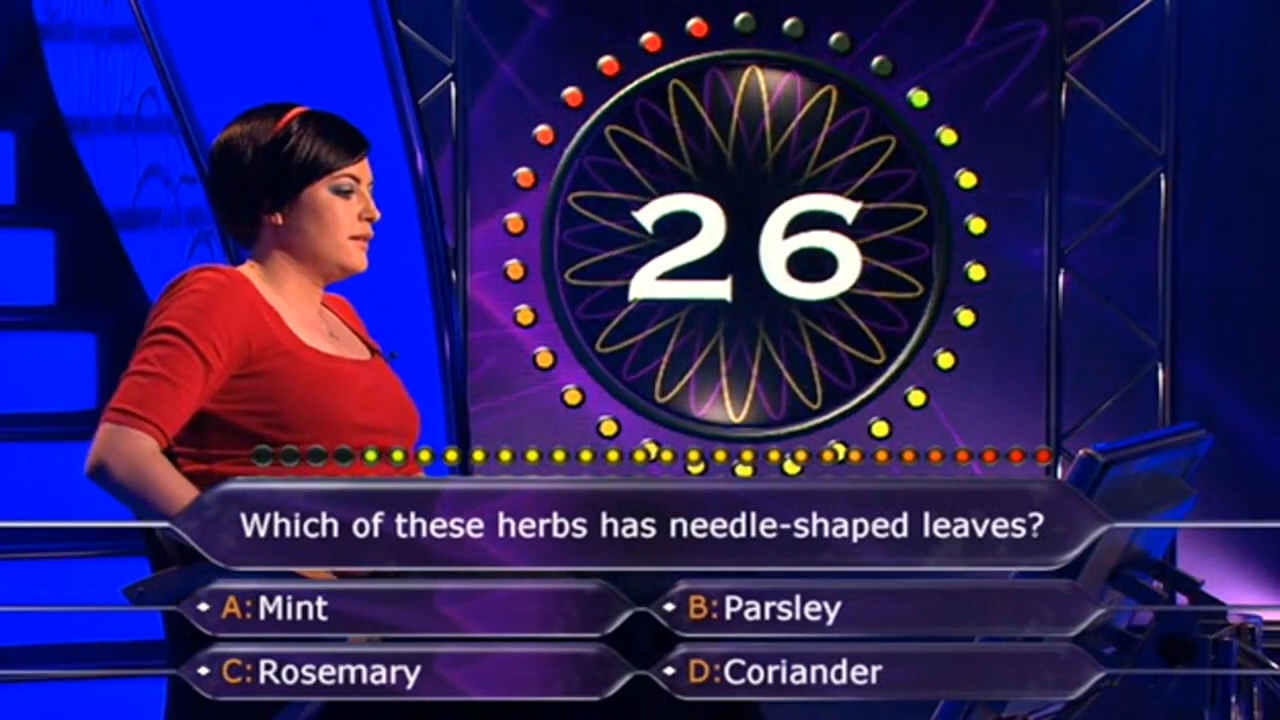 26
Which of these herbs has needle-shaped leaves?
A: Mint
B: Parsley
C: Rosemary
D: Coriander